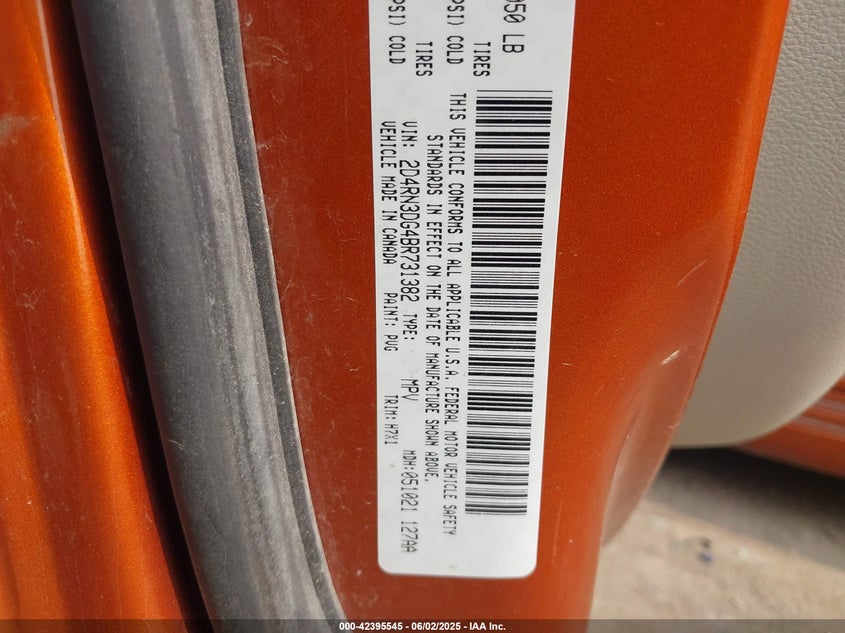 050 LB
TIRES
(PSI) COLD
TIRES
(PSI) COLD
THIS VEHICLE CONFORMS TO ALL APPLICABLE U.S.A. FEDERAL MOTOR VEHICLE SAFETY
STANDARDS IN EFFECT ON THE DATE OF MANUFACTURE SHOWN ABOVE.
VIN: 2D4RN3DG4BR731382 TYPE: MPV MDH:051021 127AA
VEHICLE MADE IN CANADA PAINT: PVG TRIM: H7X1
000-42395545 - 06/02/2025 - IAA Inc.